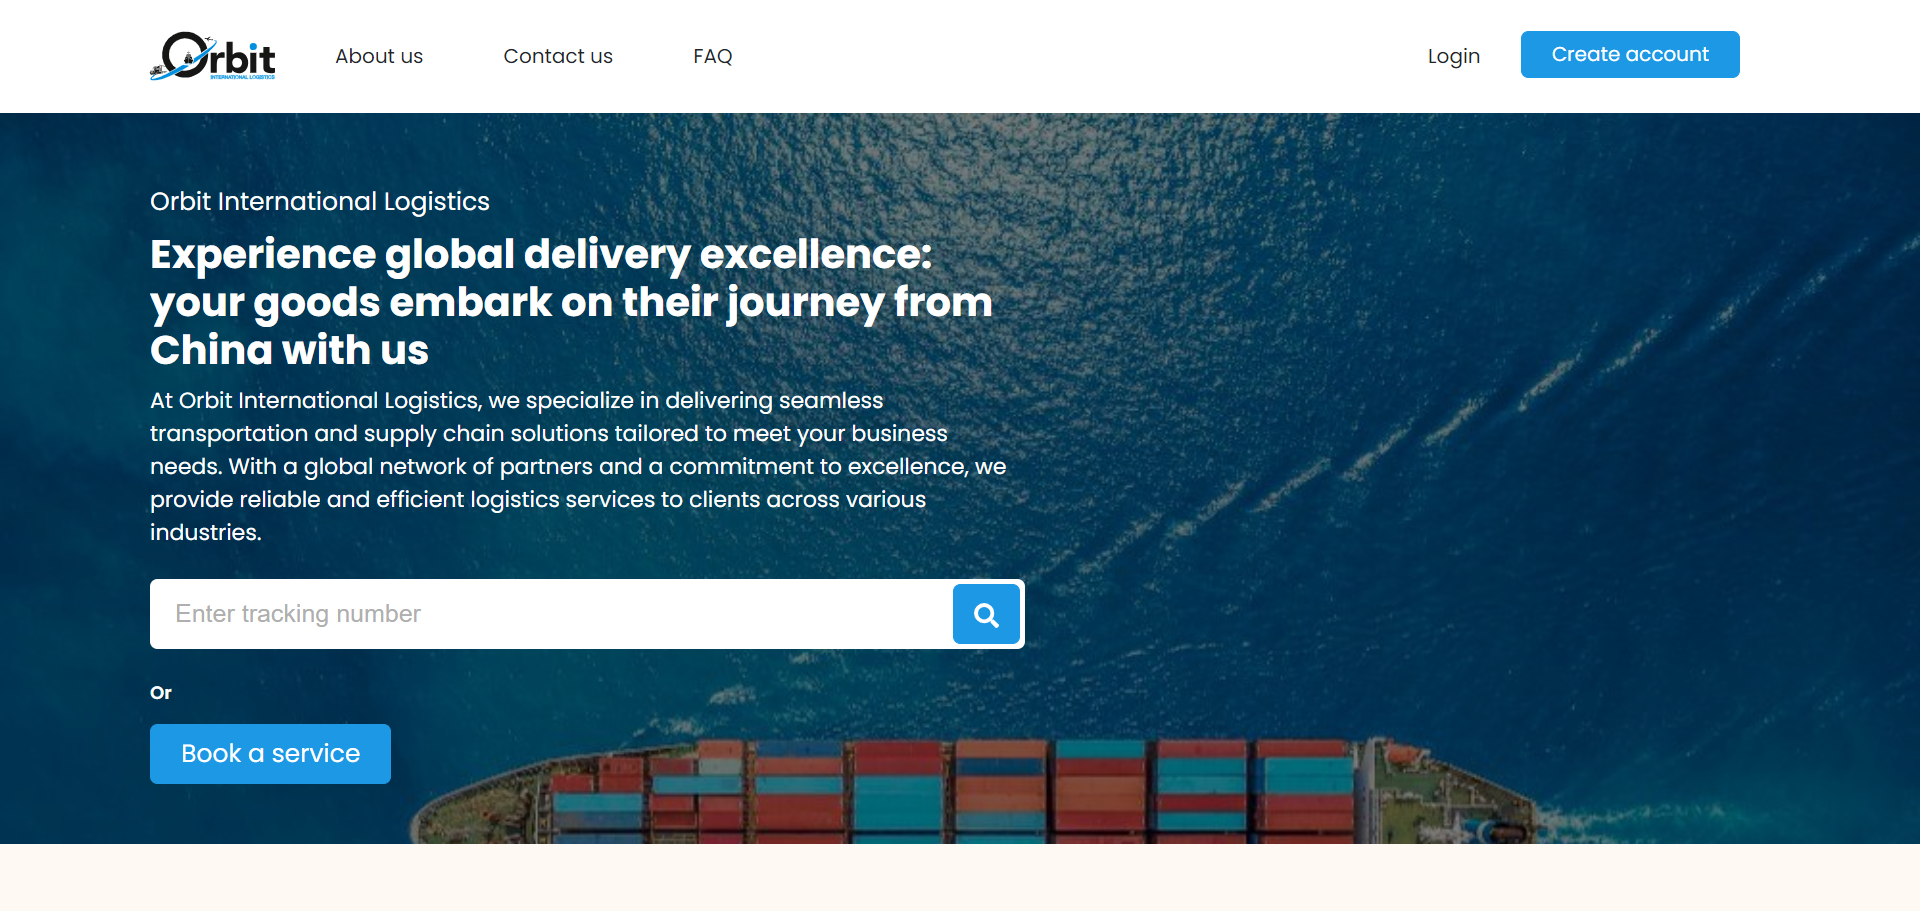 Orbit
INTERNATIONAL LOGISTICS
About us
Contact us
FAQ
Login
Create account
Orbit International Logistics
Experience global delivery excellence:
your goods embark on their journey from
China with us
At Orbit International Logistics, we specialize in delivering seamless
transportation and supply chain solutions tailored to meet your business
needs. With a global network of partners and a commitment to excellence, we
provide reliable and efficient logistics services to clients across various
industries.
Enter tracking number
Or
Book a service